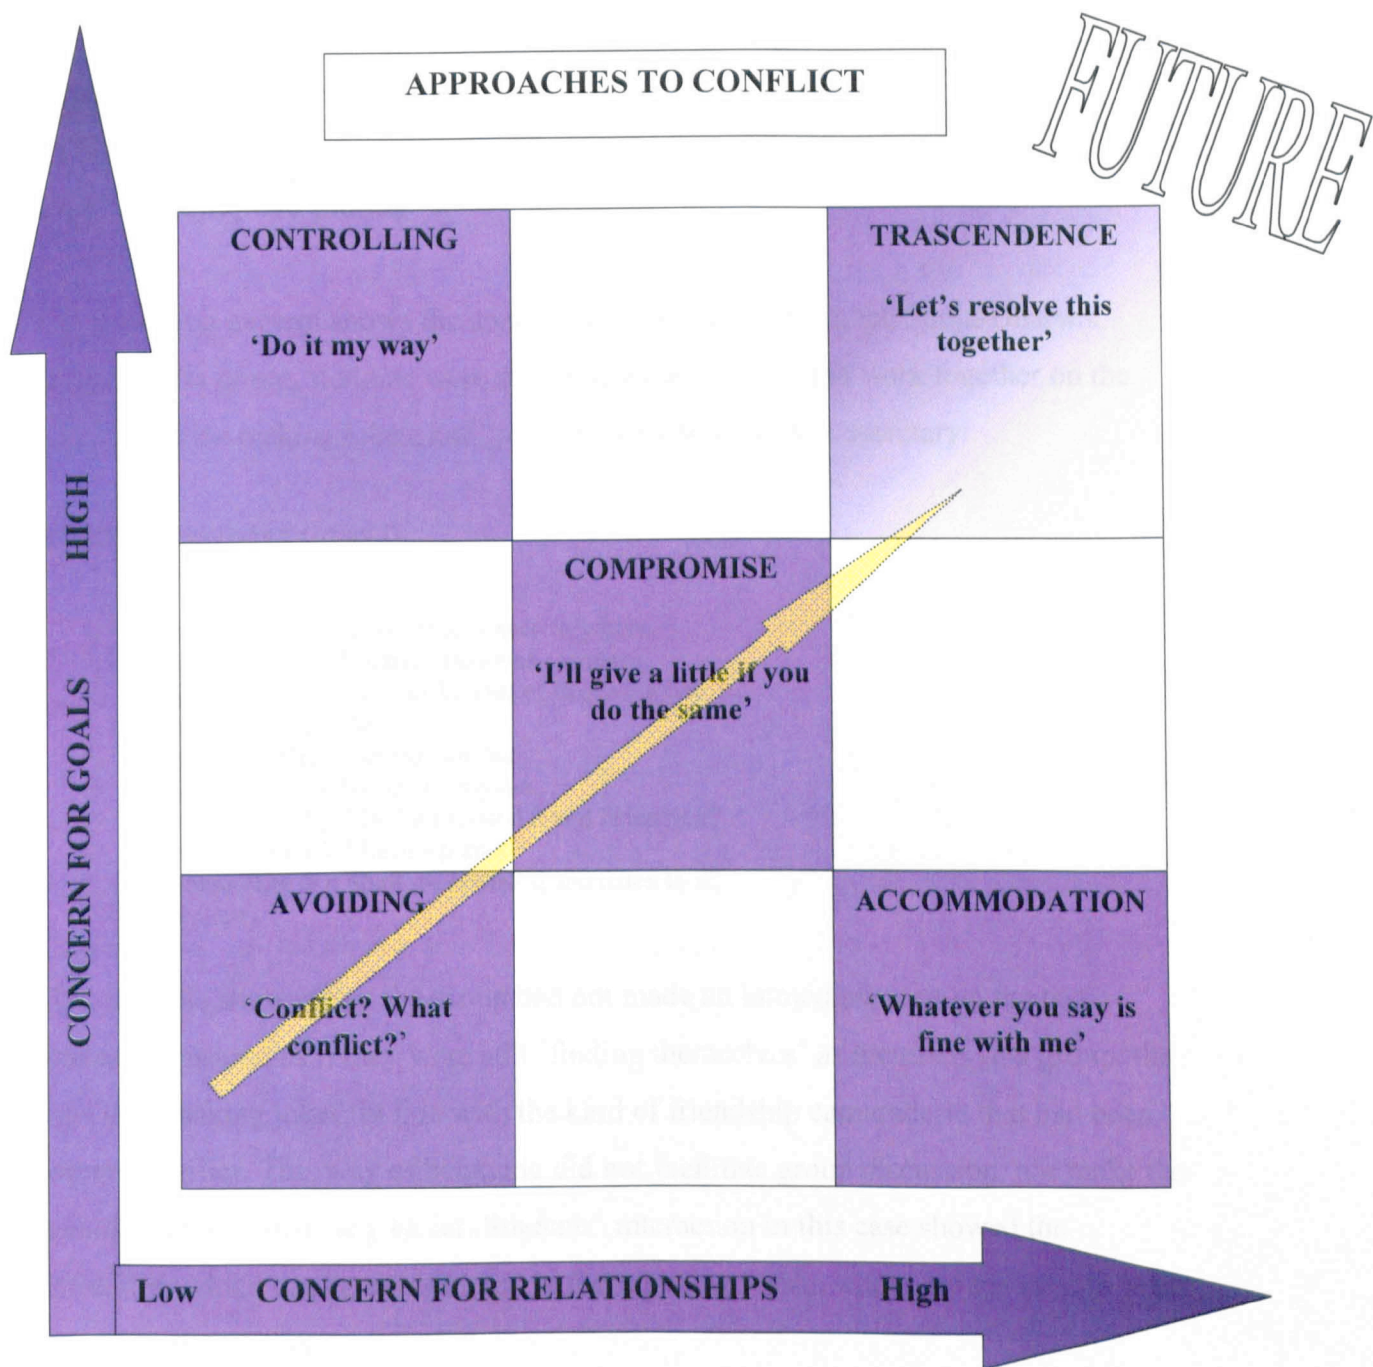 APPROACHES TO CONFLICT
FUTURE
CONTROLLING
'Do it my way'
TRASCENDENCE
'Let's resolve this
together'
COMPROMISE
'I'll give a little if you
do the same'
AVOIDING
'Conflict? What
conflict?'
ACCOMMODATION
'Whatever you say is
fine with me'
CONCERN FOR GOALS HIGH
Low CONCERN FOR RELATIONSHIPS High